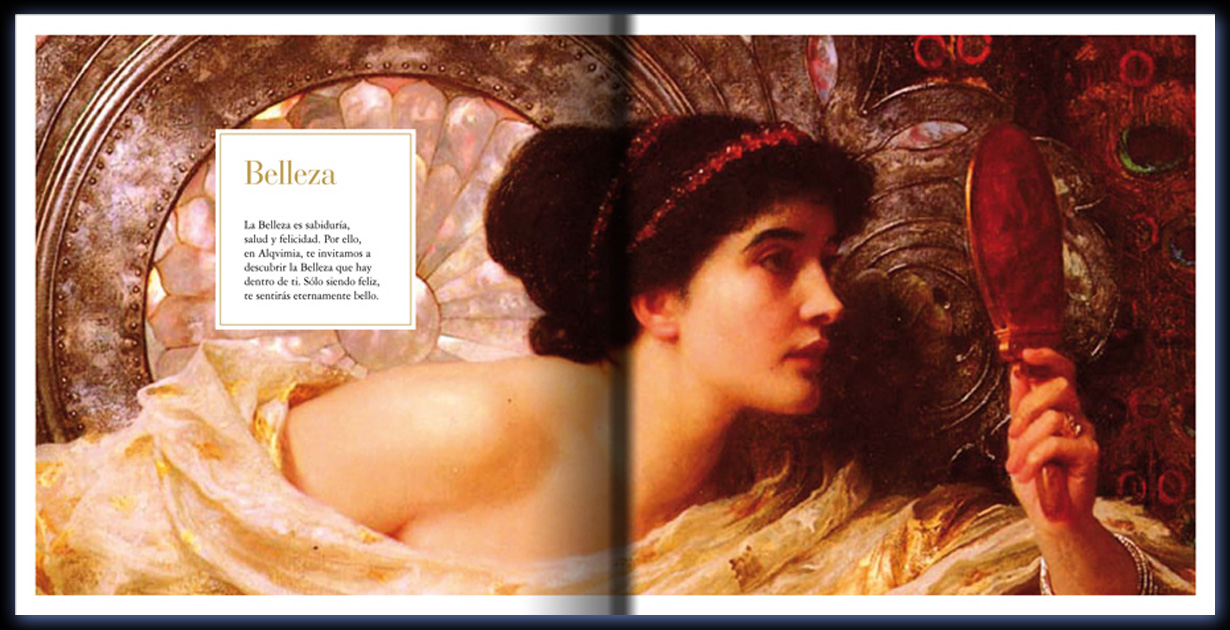 Belleza
La Belleza es sabiduría,
salud y felicidad. Por ello,
en Alqvimia, te invitamos a
descubrir la Belleza que hay
dentro de ti. Sólo siendo feliz,
te sentirás eternamente bello.